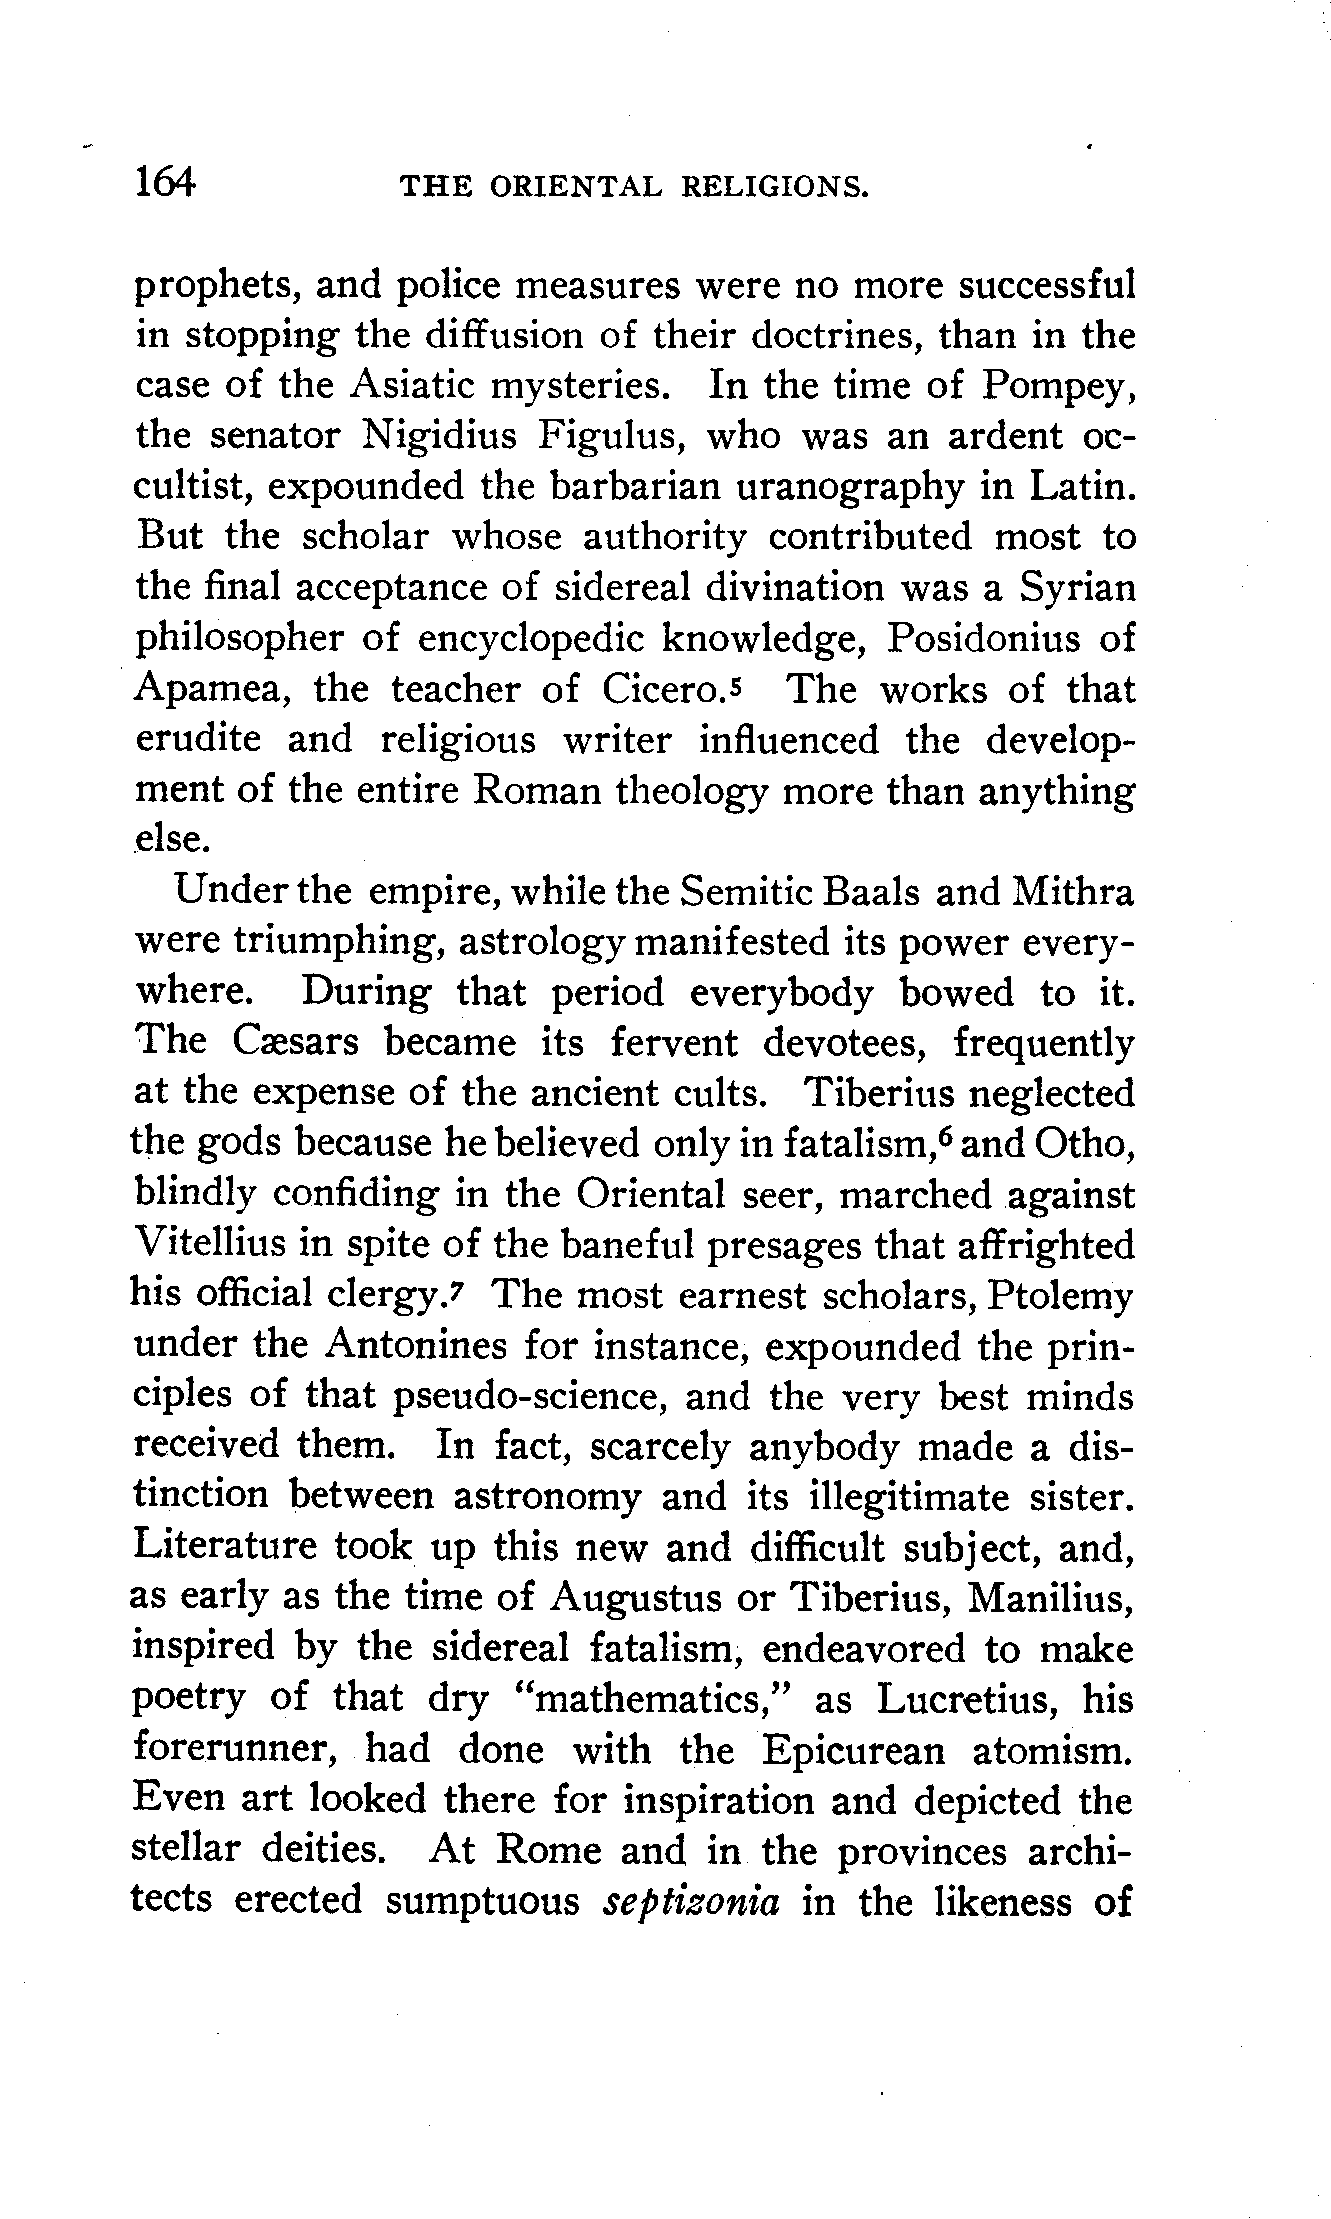 164 THE ORIENTAL RELIGIONS.
prophets, and police measures were no more successful
in stopping the diffusion of their doctrines, than in the
case of the Asiatic mysteries. In the time of Pompey,
the senator Nigidius Figulus, who was an ardent oc-
cultist, expounded the barbarian uranography in Latin.
But the scholar whose authority contributed most to
the final acceptance of sidereal divination was a Syrian
philosopher of encyclopedic knowledge, Posidonius of
Apamea, the teacher of Cicero.⁵ The works of that
erudite and religious writer influenced the develop-
ment of the entire Roman theology more than anything
else.
Under the empire, while the Semitic Baals and Mithra
were triumphing, astrology manifested its power every-
where. During that period everybody bowed to it.
The Cæsars became its fervent devotees, frequently
at the expense of the ancient cults. Tiberius neglected
the gods because he believed only in fatalism,⁶ and Otho,
blindly confiding in the Oriental seer, marched against
Vitellius in spite of the baneful presages that affrighted
his official clergy.⁷ The most earnest scholars, Ptolemy
under the Antonines for instance, expounded the prin-
ciples of that pseudo-science, and the very best minds
received them. In fact, scarcely anybody made a dis-
tinction between astronomy and its illegitimate sister.
Literature took up this new and difficult subject, and,
as early as the time of Augustus or Tiberius, Manilius,
inspired by the sidereal fatalism, endeavored to make
poetry of that dry "mathematics," as Lucretius, his
forerunner, had done with the Epicurean atomism.
Even art looked there for inspiration and depicted the
stellar deities. At Rome and in the provinces archi-
tects erected sumptuous septizonia in the likeness of